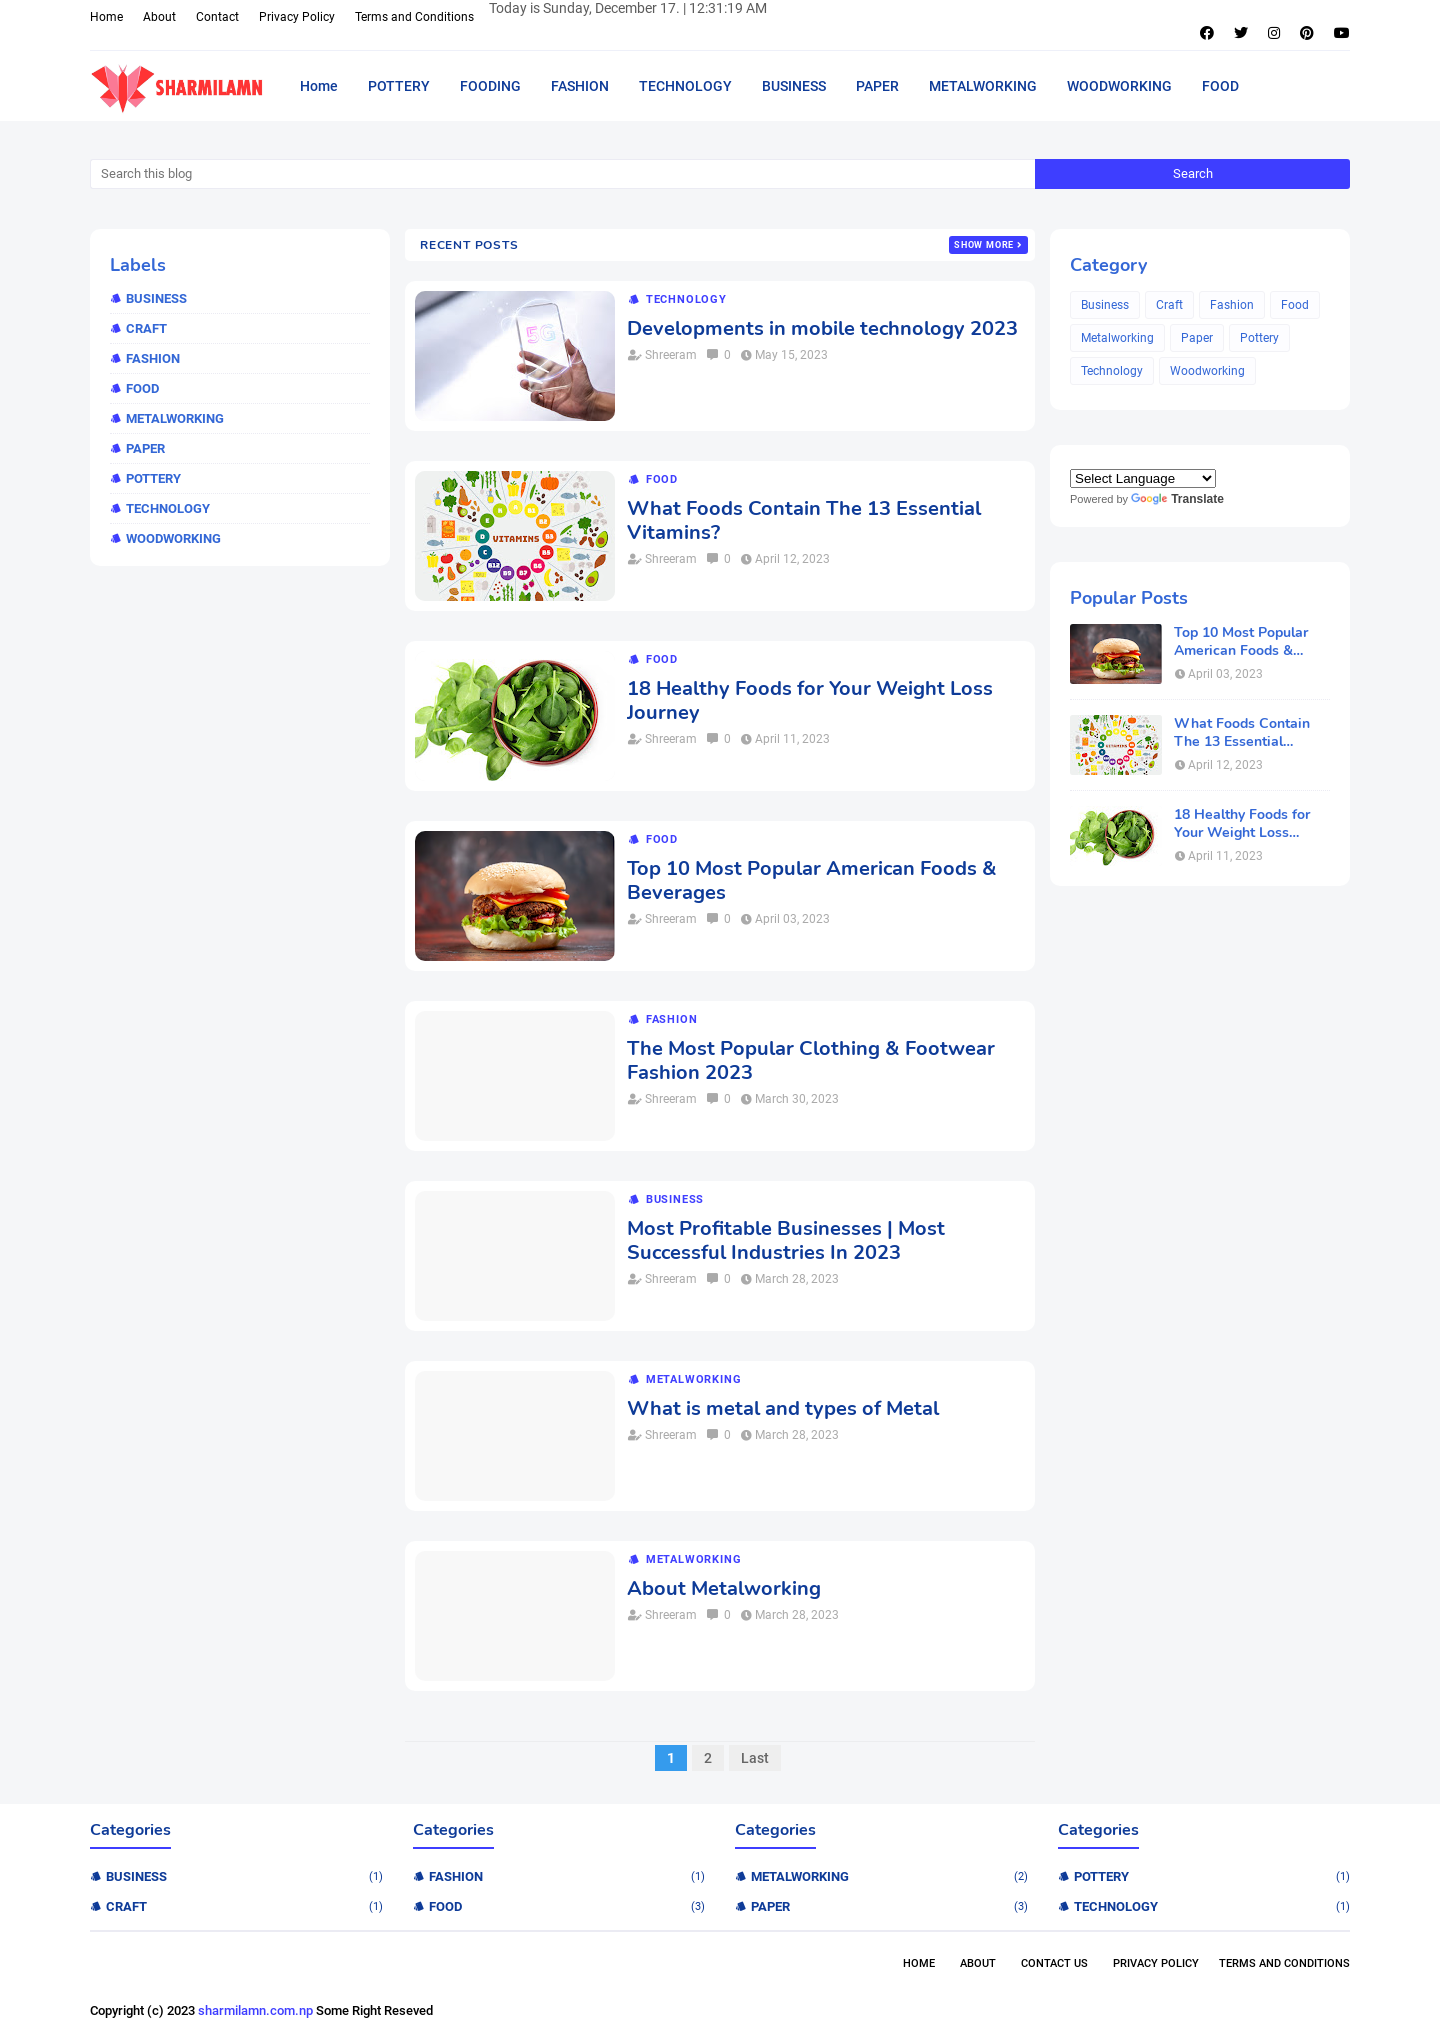 Home About Contact Privacy Policy Terms and Conditions
Today is Sunday, December 17. | 12:31:19 AM
SHARMILAMN
Home POTTERY FOODING FASHION TECHNOLOGY BUSINESS PAPER METALWORKING WOODWORKING FOOD
Search this blog
Search
Labels
BUSINESS
CRAFT
FASHION
FOOD
METALWORKING
PAPER
POTTERY
TECHNOLOGY
WOODWORKING
RECENT POSTS
SHOW MORE
5G
TECHNOLOGY
Developments in mobile technology 2023
Shreeram 0 May 15, 2023
VITAMINS
FOOD
What Foods Contain The 13 Essential
Vitamins?
Shreeram 0 April 12, 2023
FOOD
18 Healthy Foods for Your Weight Loss
Journey
Shreeram 0 April 11, 2023
FOOD
Top 10 Most Popular American Foods &
Beverages
Shreeram 0 April 03, 2023
FASHION
The Most Popular Clothing & Footwear
Fashion 2023
Shreeram 0 March 30, 2023
BUSINESS
Most Profitable Businesses | Most
Successful Industries In 2023
Shreeram 0 March 28, 2023
METALWORKING
What is metal and types of Metal
Shreeram 0 March 28, 2023
METALWORKING
About Metalworking
Shreeram 0 March 28, 2023
1 2 Last
Category
Business Craft Fashion Food
Metalworking Paper Pottery
Technology Woodworking
Select Language
Powered by Google Translate
Popular Posts
Top 10 Most Popular
American Foods &...
April 03, 2023
What Foods Contain
The 13 Essential...
April 12, 2023
18 Healthy Foods for
Your Weight Loss...
April 11, 2023
Categories
BUSINESS (1)
CRAFT (1)
Categories
FASHION (1)
FOOD (3)
Categories
METALWORKING (2)
PAPER (3)
Categories
POTTERY (1)
TECHNOLOGY (1)
HOME ABOUT CONTACT US PRIVACY POLICY TERMS AND CONDITIONS
Copyright (c) 2023 sharmilamn.com.np Some Right Reseved